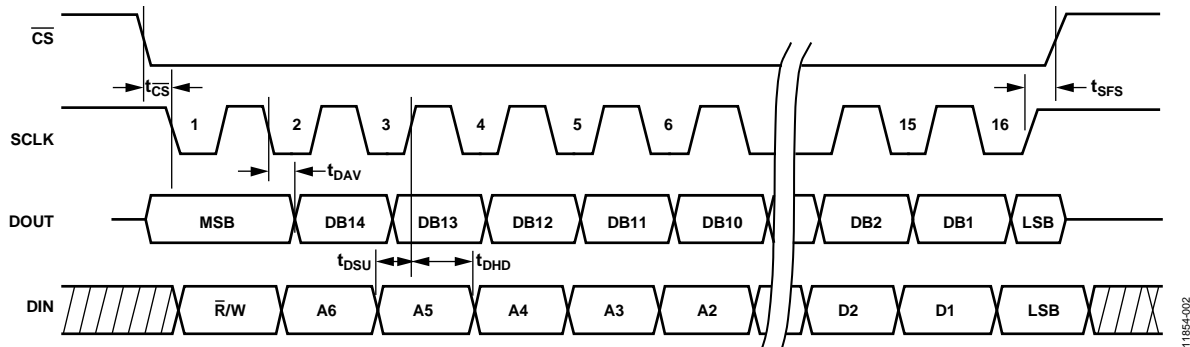 CS
tCS
tSFS
SCLK
1 2 3 4 5 6 15 16
tDAV
DOUT
MSB DB14 DB13 DB12 DB11 DB10 DB2 DB1 LSB
tDSU tDHD
DIN
R/W A6 A5 A4 A3 A2 D2 D1 LSB
11854-002